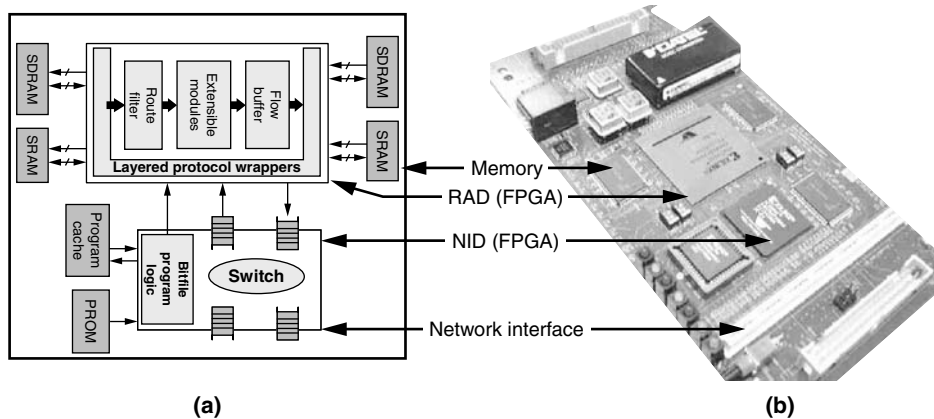 SDRAM
SRAM
Route
filter
Extensible
modules
Flow
buffer
Layered protocol wrappers
SDRAM
SRAM
Program
cache
PROM
Bitfile
program
logic
Switch
Memory
RAD (FPGA)
NID (FPGA)
Network interface
(a)
(b)